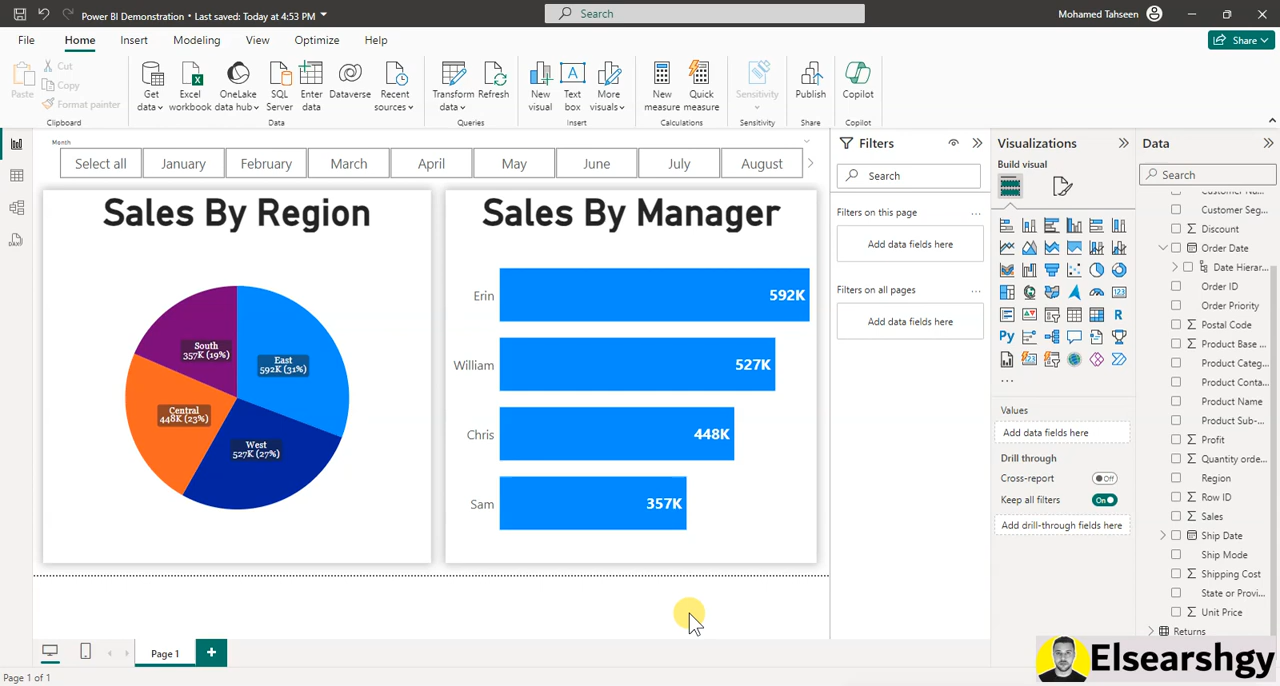 Power BI Demonstration • Last saved: Today at 4:53 PM
Search
Mohamed Tahseen
File Home Insert Modeling View Optimize Help
Share
Paste
Cut
Copy
Format painter
Get data
Excel workbook
OneLake data hub
SQL Server
Enter data
Dataverse
Recent sources
Transform data
Refresh
New visual
Text box
More visuals
New measure
Quick measure
Sensitivity
Publish
Copilot
Clipboard
Data
Queries
Insert
Calculations
Sensitivity
Share
Copilot
Month
Select all January February March April May June July August
Sales By Region
South
357K (19%)
East
592K (31%)
Central
448K (23%)
West
527K (27%)
Sales By Manager
Erin 592K
William 527K
Chris 448K
Sam 357K
Filters
Search
Filters on this page ...
Add data fields here
Filters on all pages ...
Add data fields here
Visualizations
Build visual
R
Py
123
...
Values
Add data fields here
Drill through
Cross-report Off
Keep all filters On
Add drill-through fields here
Data
Search
Customer Na...
Customer Seg...
Discount
Order Date
Date Hierar...
Order ID
Order Priority
Postal Code
Product Base ...
Product Categ...
Product Conta...
Product Name
Product Sub-...
Profit
Quantity orde...
Region
Row ID
Sales
Ship Date
Ship Mode
Shipping Cost
State or Provi...
Unit Price
Returns
Page 1
Page 1 of 1
Elsearshgy